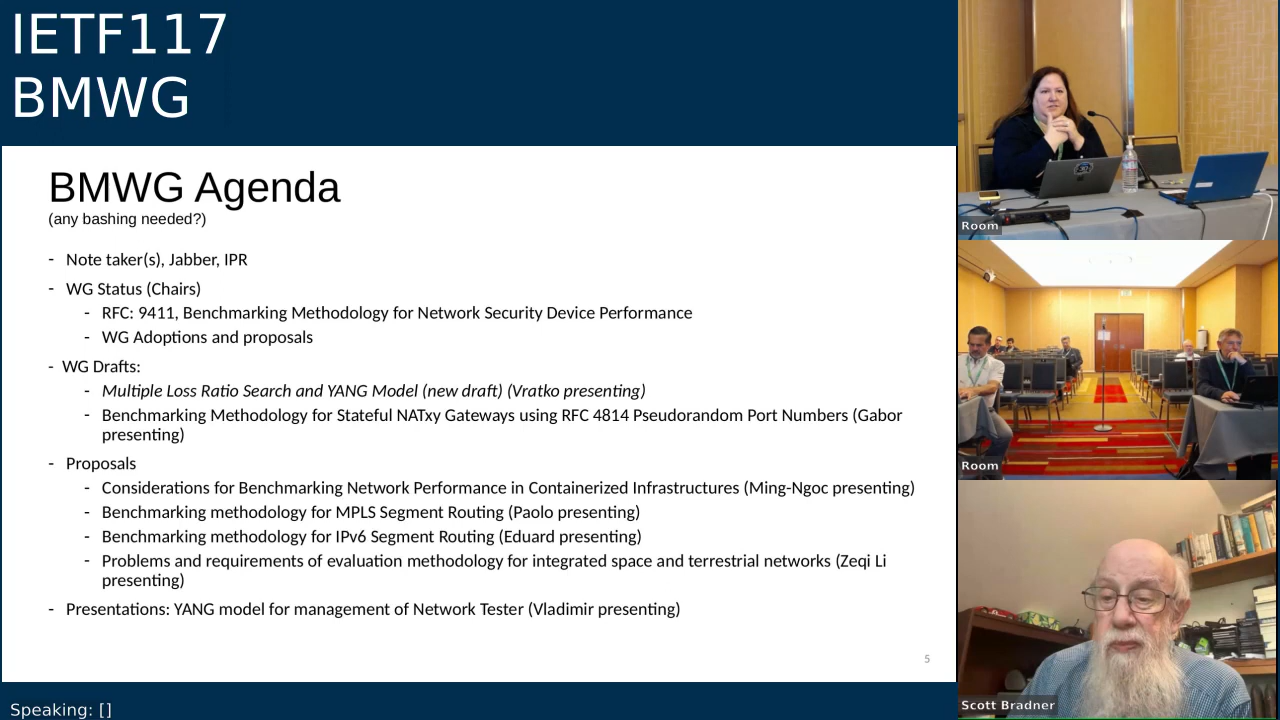 IETF117
BMWG
BMWG Agenda
(any bashing needed?)
- Note taker(s), Jabber, IPR
- WG Status (Chairs)
- RFC: 9411, Benchmarking Methodology for Network Security Device Performance
- WG Adoptions and proposals
- WG Drafts:
- Multiple Loss Ratio Search and YANG Model (new draft) (Vratko presenting)
- Benchmarking Methodology for Stateful NATxy Gateways using RFC 4814 Pseudorandom Port Numbers (Gabor
presenting)
- Proposals
- Considerations for Benchmarking Network Performance in Containerized Infrastructures (Ming-Ngoc presenting)
- Benchmarking methodology for MPLS Segment Routing (Paolo presenting)
- Benchmarking methodology for IPv6 Segment Routing (Eduard presenting)
- Problems and requirements of evaluation methodology for integrated space and terrestrial networks (Zeqi Li
presenting)
- Presentations: YANG model for management of Network Tester (Vladimir presenting)
5
Speaking: []
Room
Room
Scott Bradner